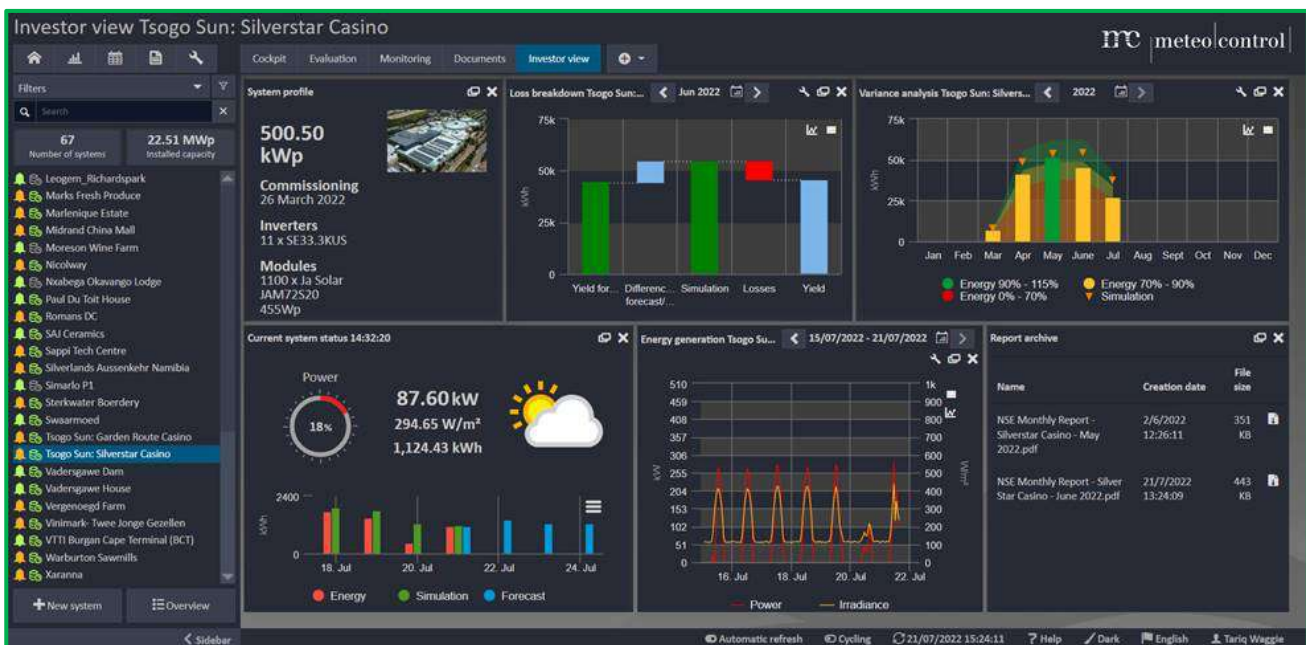 Investor view Tsogo Sun: Silverstar Casino
mc meteocontrol
Cockpit Evaluation Monitoring Documents Investor view
Filters
Search
67
Number of systems
22.51 MWp
Installed capacity
Leogem_Richardspark
Marks Fresh Produce
Marlenique Estate
Midrand China Mall
Moreson Wine Farm
Nicolway
Nxabega Okavango Lodge
Paul Du Toit House
Romans DC
SAJ Ceramics
Sappi Tech Centre
Silverlands Aussenkehr Namibia
Simarlo P1
Sterkwater Boerdery
Swaarmoed
Tsogo Sun: Garden Route Casino
Tsogo Sun: Silverstar Casino
Vadersgawe Dam
Vadersgawe House
Vergenoegd Farm
Vinimark- Twee Jonge Gezellen
VTTI Burgan Cape Terminal (BCT)
Warburton Sawmills
Xaranna
New system Overview
Sidebar
System profile
500.50
kWp
Commissioning
26 March 2022
Inverters
11 x SE33.3KUS
Modules
1100 x Ja Solar
JAM72S20
455Wp
Loss breakdown Tsogo Sun:... Jun 2022
75k
50k
25k
0
kWh
Yield for... Differenc... Simulation Losses Yield
forecast/...
Variance analysis Tsogo Sun: Silvers... 2022
75k
50k
25k
0
kWh
Jan Feb Mar Apr May June Jul Aug Sept Oct Nov Dec
Energy 90% - 115% Energy 70% - 90%
Energy 0% - 70% Simulation
Current system status 14:32:20
Power
18%
87.60 kW
294.65 W/m²
1,124.43 kWh
2400
0
kWh
18. Jul 20. Jul 22. Jul 24. Jul
Energy Simulation Forecast
Energy generation Tsogo Su... 15/07/2022 - 21/07/2022
510
459
408
357
306
255
204
153
102
51
0
kW
1k
900
800
700
600
500
400
300
200
100
0
W/m²
16. Jul 18. Jul 20. Jul 22. Jul
Power Irradiance
Report archive
Name Creation date File size
NSE Monthly Report - Silverstar Casino - May 2022.pdf
2/6/2022 12:26:11
351 KB
NSE Monthly Report - Silver Star Casino - June 2022.pdf
21/7/2022 13:24:09
443 KB
Automatic refresh Cycling 21/07/2022 15:24:11 Help Dark English Tariq Waggie